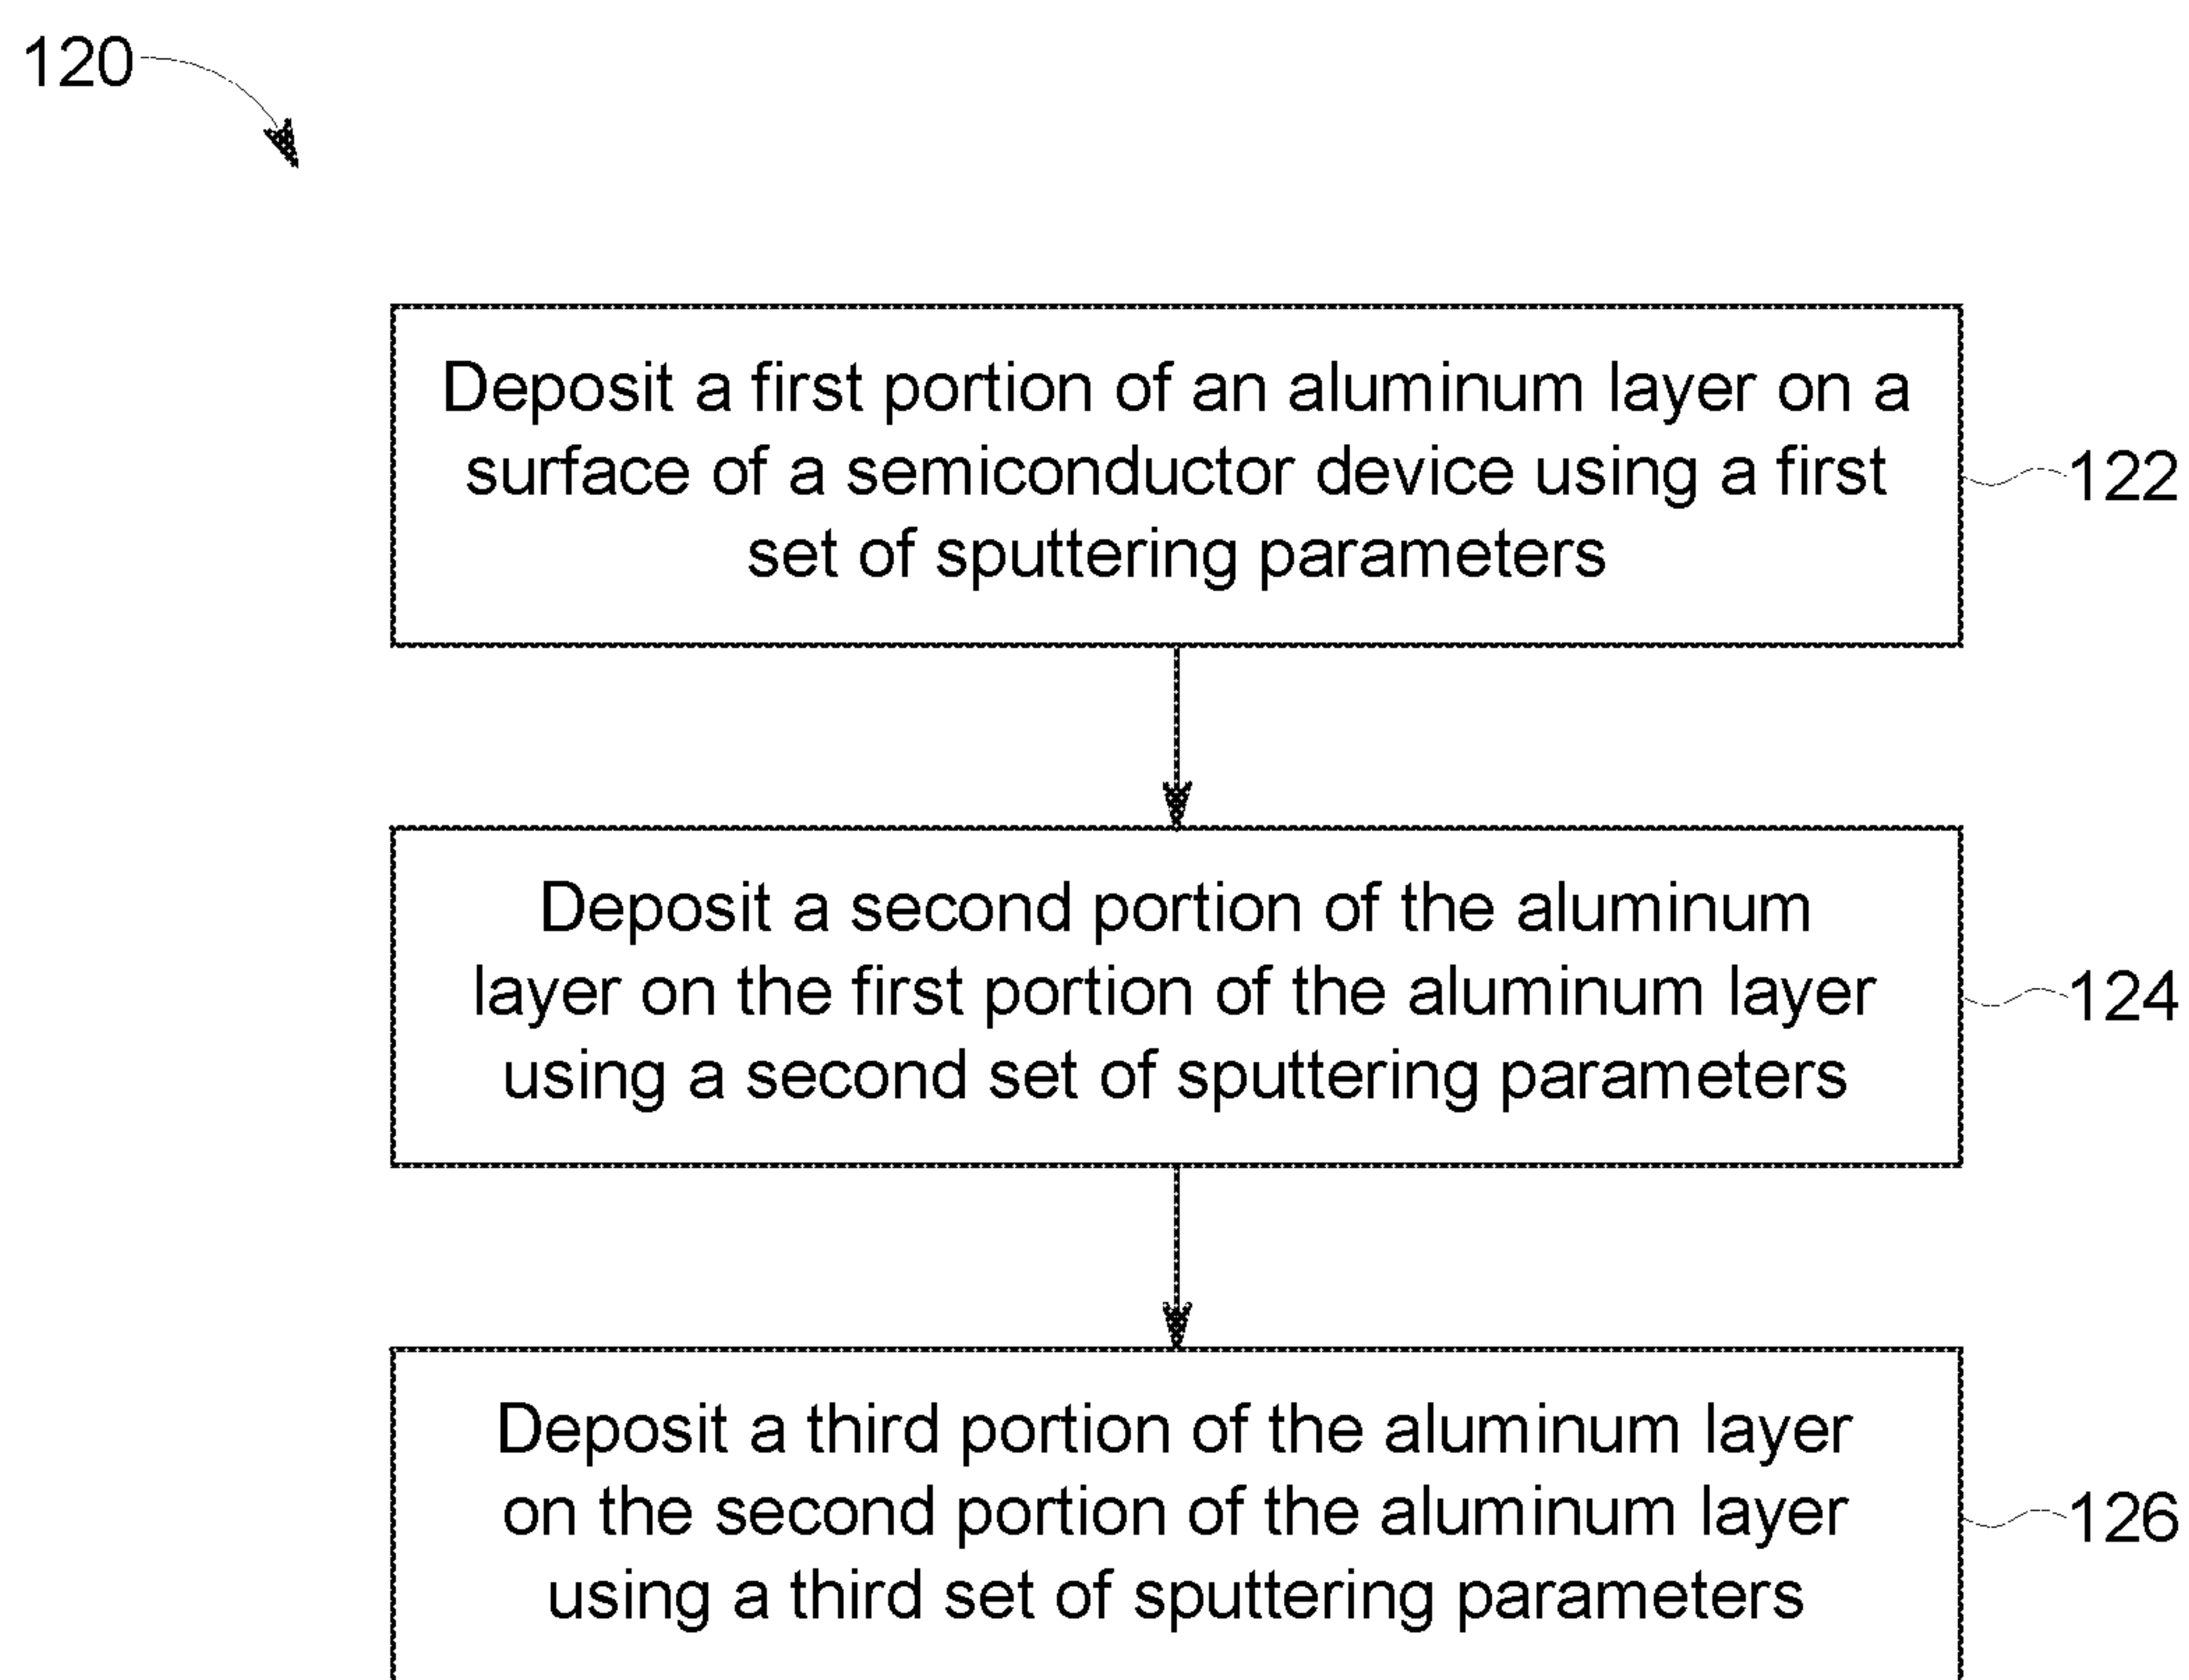 120
Deposit a first portion of an aluminum layer on a
surface of a semiconductor device using a first
set of sputtering parameters
122
Deposit a second portion of the aluminum
layer on the first portion of the aluminum layer
using a second set of sputtering parameters
124
Deposit a third portion of the aluminum layer
on the second portion of the aluminum layer
using a third set of sputtering parameters
126